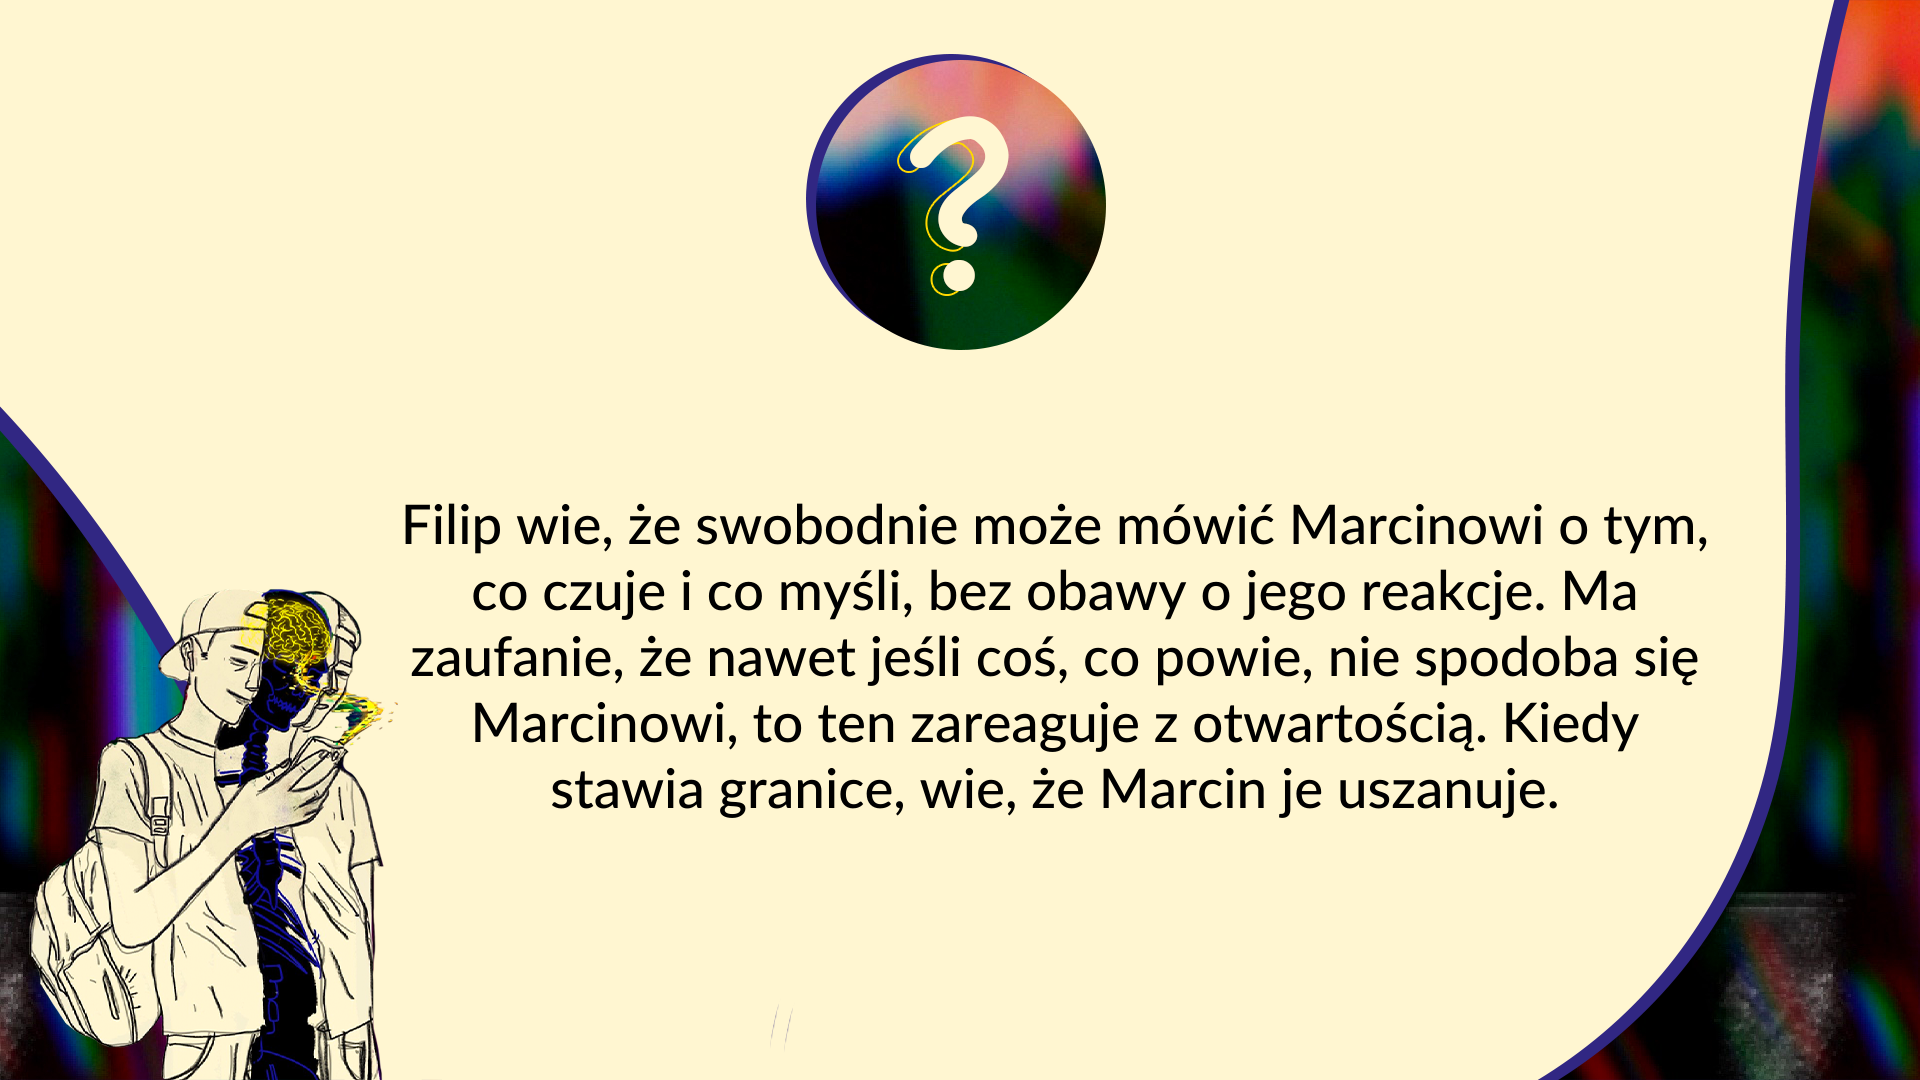 ?
Filip wie, że swobodnie może mówić Marcinowi o tym,
co czuje i co myśli, bez obawy o jego reakcje. Ma
zaufanie, że nawet jeśli coś, co powie, nie spodoba się
Marcinowi, to ten zareaguje z otwartością. Kiedy
stawia granice, wie, że Marcin je uszanuje.